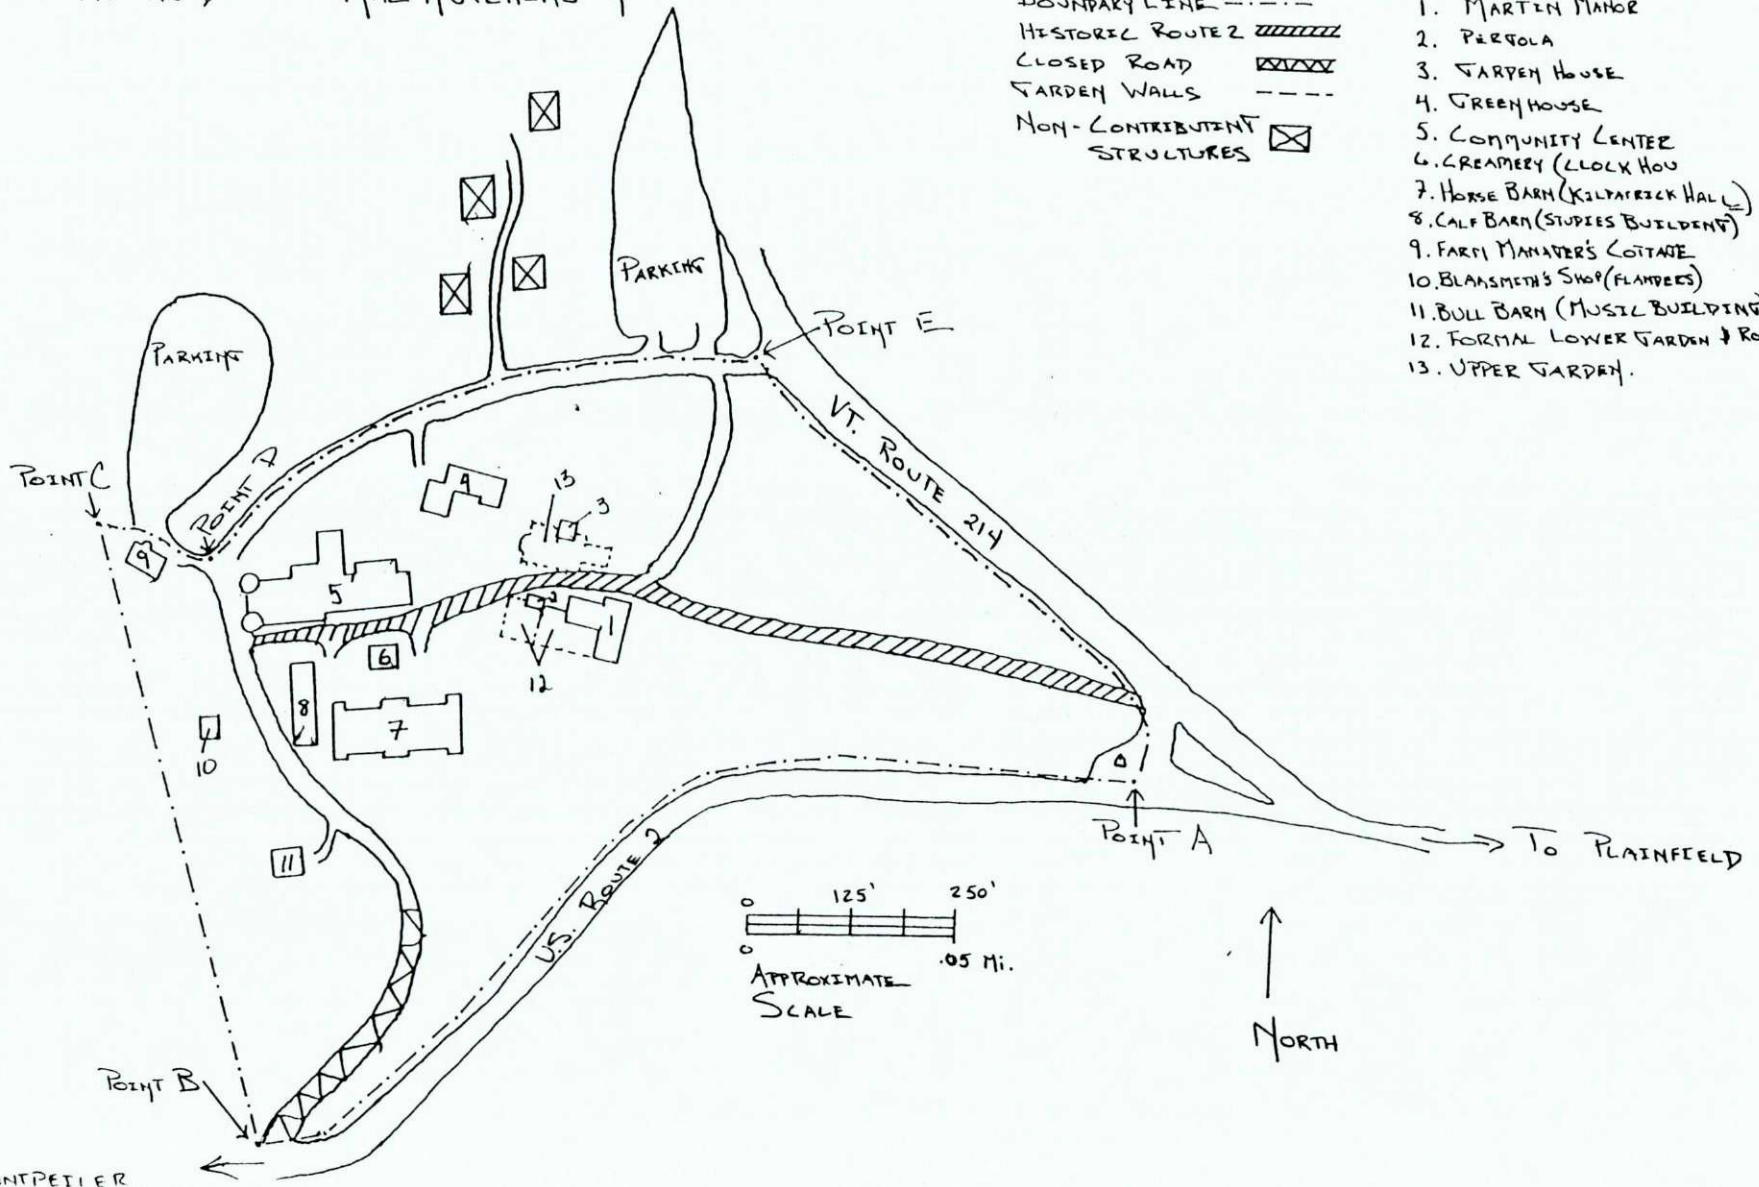 BOUNDARY LINE
HISTORIC ROUTE 2
CLOSED ROAD
GARDEN WALLS
NON-CONTRIBUTING
STRUCTURES
1. MARTIN MANOR
2. PERGOLA
3. GARDEN HOUSE
4. GREENHOUSE
5. COMMUNITY CENTER
6. CREAMERY (CLOCK HOU
7. HORSE BARN (KILPATRICK HALL)
8. CALF BARN (STUDIES BUILDING)
9. FARM MANAGER'S COTTAGE
10. BLAKSMITH'S SHOP (FLANDERS)
11. BULL BARN (MUSIC BUILDING)
12. FORMAL LOWER GARDEN & RO
13. UPPER GARDEN.
PARKING
PARKING
POINT E
VT. ROUTE 214
POINT C
POINT D
4
13
3
9
5
2
1
6
12
8
7
10
11
POINT A
TO PLAINFIELD
U.S. ROUTE 2
0 125' 250'
0 .05 MI.
APPROXIMATE
SCALE
NORTH
POINT B
NTPELIER